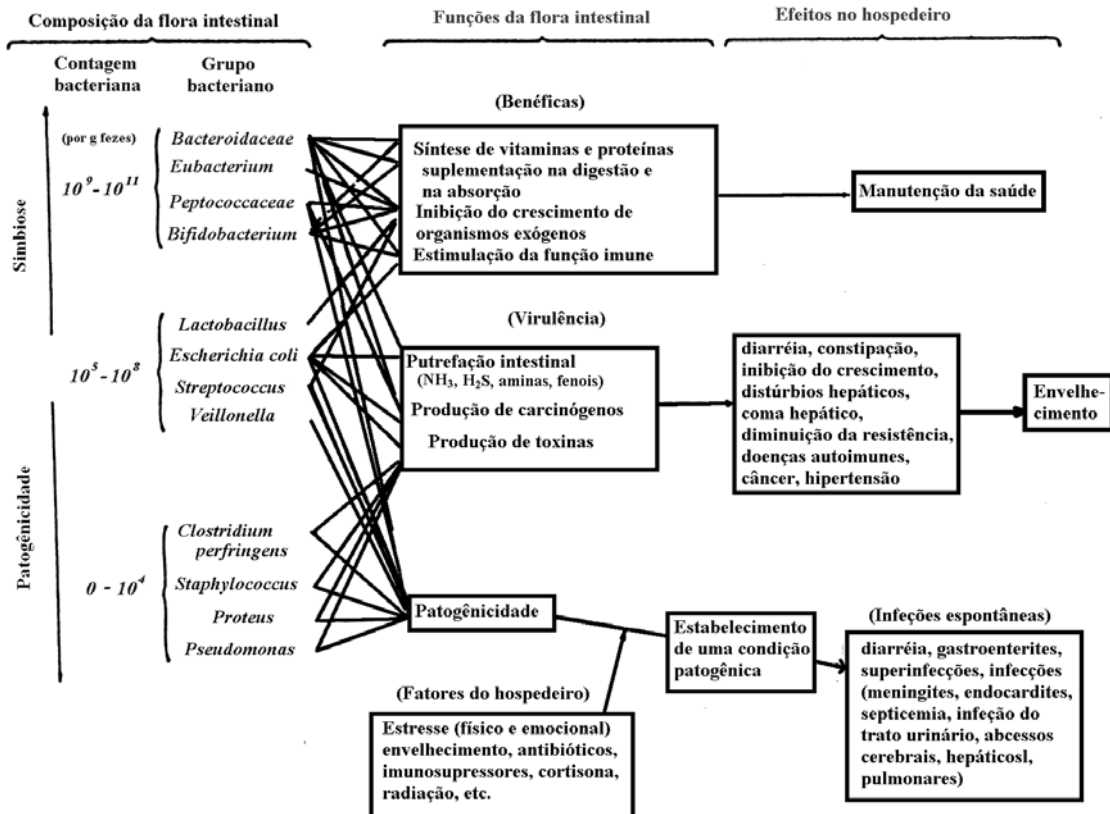 Composição da flora intestinal
Funções da flora intestinal
Efeitos no hospedeiro
Contagem
bacteriana
Grupo
bacteriano
(por g fezes)
10⁹-10¹¹
Bacteroidaceae
Eubacterium
Peptococcaceae
Bifidobacterium
10⁵-10⁸
Lactobacillus
Escherichia coli
Streptococcus
Veillonella
0 - 10⁴
Clostridium
perfringens
Staphylococcus
Proteus
Pseudomonas
Simbiose
Patogênicidade
(Benéficas)
Síntese de vitaminas e proteínas
suplementação na digestão e
na absorção
Inibição do crescimento de
organismos exógenos
Estimulação da função imune
Manutenção da saúde
(Virulência)
Putrefação intestinal
(NH₃, H₂S, aminas, fenois)
Produção de carcinógenos
Produção de toxinas
diarréia, constipação,
inibição do crescimento,
distúrbios hepáticos,
coma hepático,
diminuição da resistência,
doenças autoimunes,
câncer, hipertensão
Envelhe-
cimento
Patogênicidade
Estabelecimento
de uma condição
patogênica
(Infeções espontâneas)
diarréia, gastroenterites,
superinfecções, infecções
(meningites, endocardites,
septicemia, infeção do
trato urinário, abcessos
cerebrais, hepáticosl,
pulmonares)
(Fatores do hospedeiro)
Estresse (físico e emocional)
envelhecimento, antibióticos,
imunosupressores, cortisona,
radiação, etc.